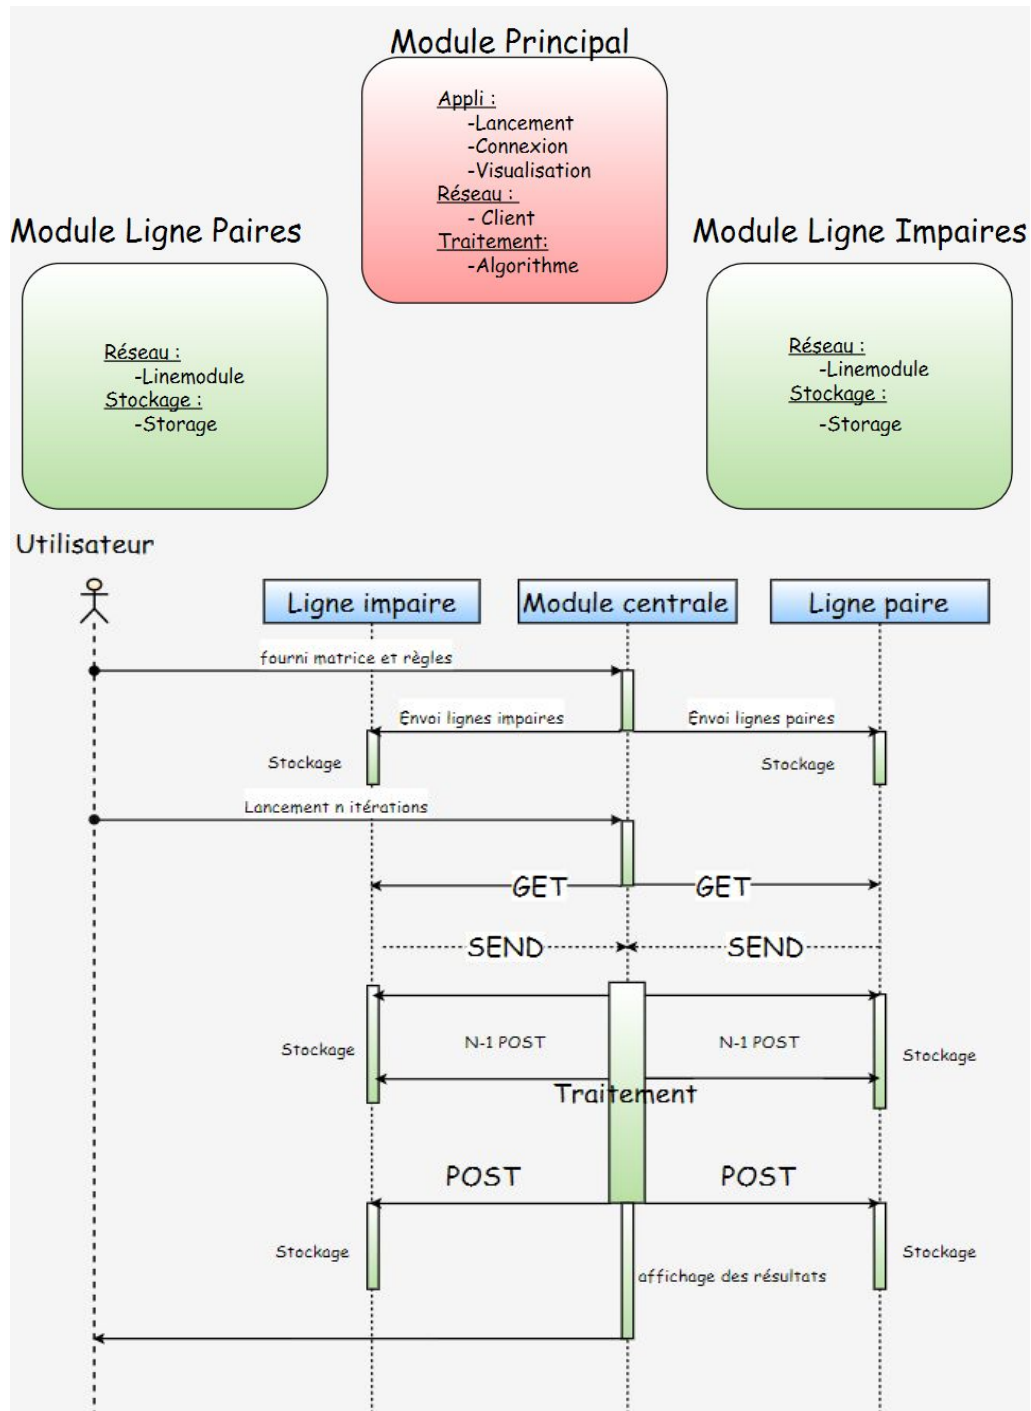 Module Principal
Appli :
-Lancement
-Connexion
-Visualisation
Réseau :
- Client
Traitement:
-Algorithme
Module Ligne Paires
Réseau :
-Linemodule
Stockage :
-Storage
Module Ligne Impaires
Réseau :
-Linemodule
Stockage :
-Storage
Utilisateur
Ligne impaire
Module centrale
Ligne paire
fourni matrice et règles
Envoi lignes impaires
Envoi lignes paires
Stockage
Stockage
Lancement n itérations
GET
GET
SEND
SEND
N-1 POST
N-1 POST
Stockage
Stockage
Traitement
POST
POST
Stockage
Stockage
affichage des résultats